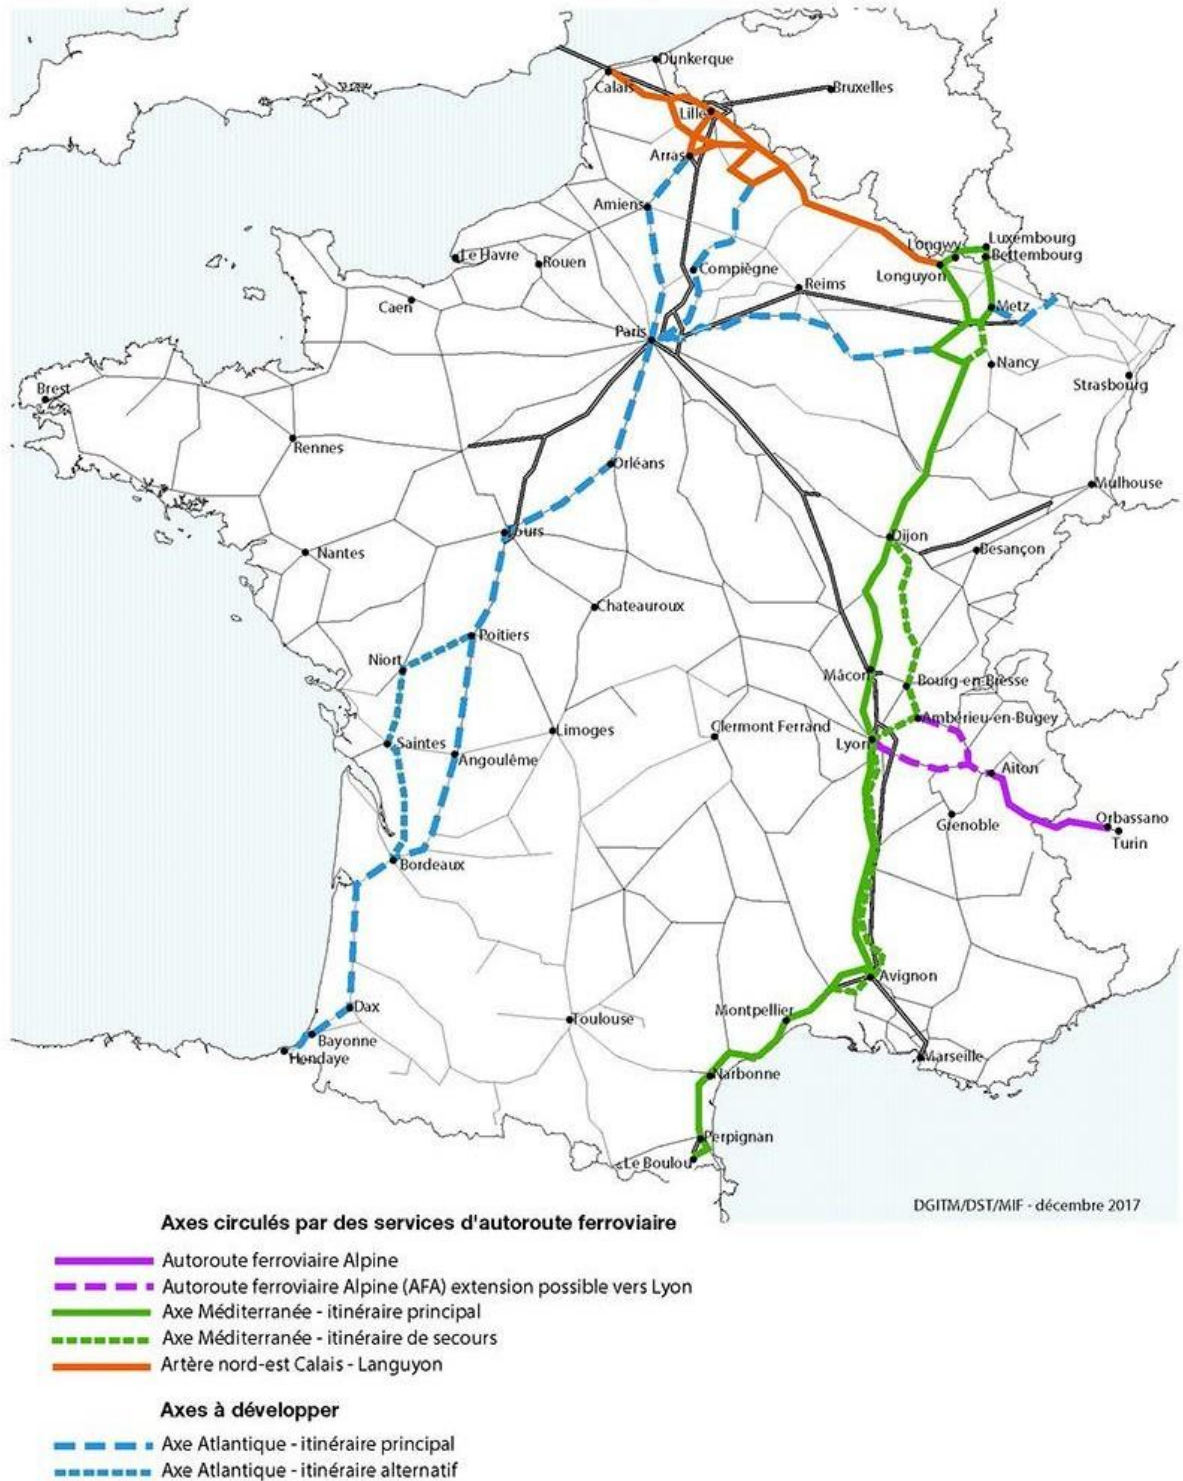 Dunkerque
Calais
Bruxelles
Lille
Arras
Amiens
Luxembourg
Longwy
Bettembourg
Le Havre
Rouen
Compiègne
Longuyon
Reims
Caen
Metz
Paris
Nancy
Strasbourg
Brest
Rennes
Orléans
Mulhouse
Tours
Dijon
Nantes
Besançon
Chateauroux
Poitiers
Niort
Mâcon
Bourg-en-Bresse
Ambérieu-en-Bugey
Limoges
Clermont Ferrand
Saintes
Lyon
Angoulême
Aiton
Grenoble
Orbassano
Turin
Bordeaux
Avignon
Dax
Montpellier
Toulouse
Bayonne
Hendaye
Marseille
Narbonne
Perpignan
Le Boulou
DGITM/DST/MIF - décembre 2017
Axes circulés par des services d'autoroute ferroviaire
Autoroute ferroviaire Alpine
Autoroute ferroviaire Alpine (AFA) extension possible vers Lyon
Axe Méditerranée - itinéraire principal
Axe Méditerranée - itinéraire de secours
Artère nord-est Calais - Languyon
Axes à développer
Axe Atlantique - itinéraire principal
Axe Atlantique - itinéraire alternatif